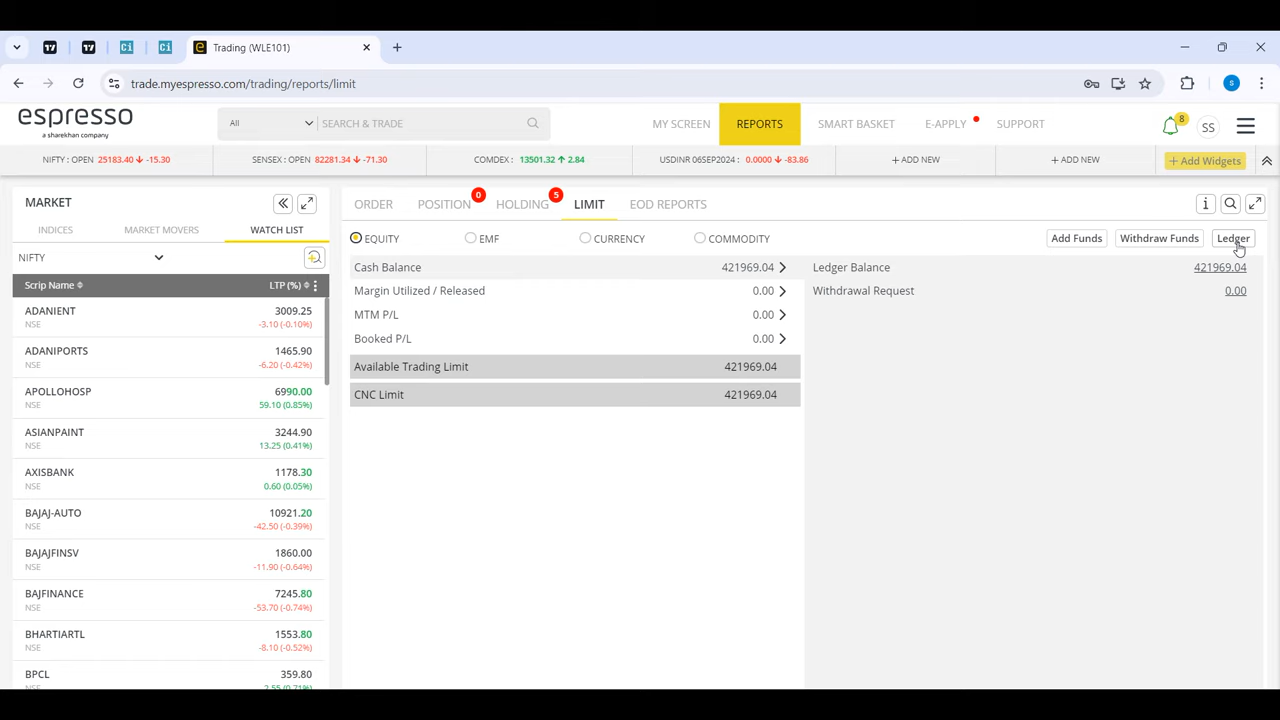 Trading (WLE101)
trade.myespresso.com/trading/reports/limit
espresso
a sharekhan company
All
SEARCH & TRADE
MY SCREEN
REPORTS
SMART BASKET
E-APPLY
SUPPORT
8
SS
NIFTY : OPEN 25183.40 -15.30
SENSEX : OPEN 82281.34 -71.30
COMDEX : 13501.32 2.84
USDINR 06SEP2024 : 0.0000 -83.86
+ ADD NEW
+ ADD NEW
+ Add Widgets
MARKET
INDICES
MARKET MOVERS
WATCH LIST
NIFTY
Scrip Name
LTP (%)
ADANIENT 3009.25
NSE -3.10 (-0.10%)
ADANIPORTS 1465.90
NSE -6.20 (-0.42%)
APOLLOHOSP 6990.00
NSE 59.10 (0.85%)
ASIANPAINT 3244.90
NSE 13.25 (0.41%)
AXISBANK 1178.30
NSE 0.60 (0.05%)
BAJAJ-AUTO 10921.20
NSE -42.50 (-0.39%)
BAJAJFINSV 1860.00
NSE -11.90 (-0.64%)
BAJFINANCE 7245.80
NSE -53.70 (-0.74%)
BHARTIARTL 1553.80
NSE -8.10 (-0.52%)
BPCL 359.80
NSE 2.55 (0.71%)
ORDER
POSITION 0
HOLDING 5
LIMIT
EOD REPORTS
EQUITY
EMF
CURRENCY
COMMODITY
Add Funds
Withdraw Funds
Ledger
Cash Balance 421969.04
Margin Utilized / Released 0.00
MTM P/L 0.00
Booked P/L 0.00
Available Trading Limit 421969.04
CNC Limit 421969.04
Ledger Balance 421969.04
Withdrawal Request 0.00